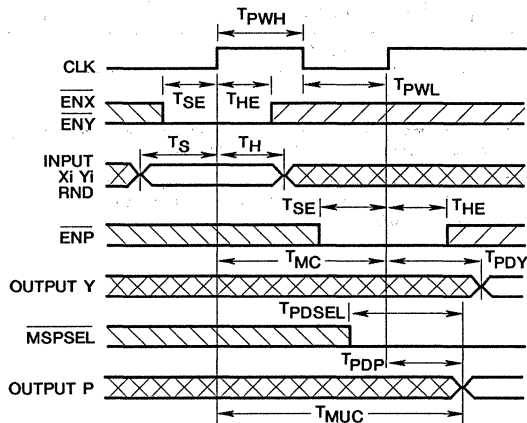 TPWH
CLK
TSE THE TPWL
ENX
ENY
TS TH
INPUT
Xi Yi
RND
TSE THE
ENP
TMC TPDY
OUTPUT Y
TPDSEL
MSPSEL
TPDP
OUTPUT P
TMUC